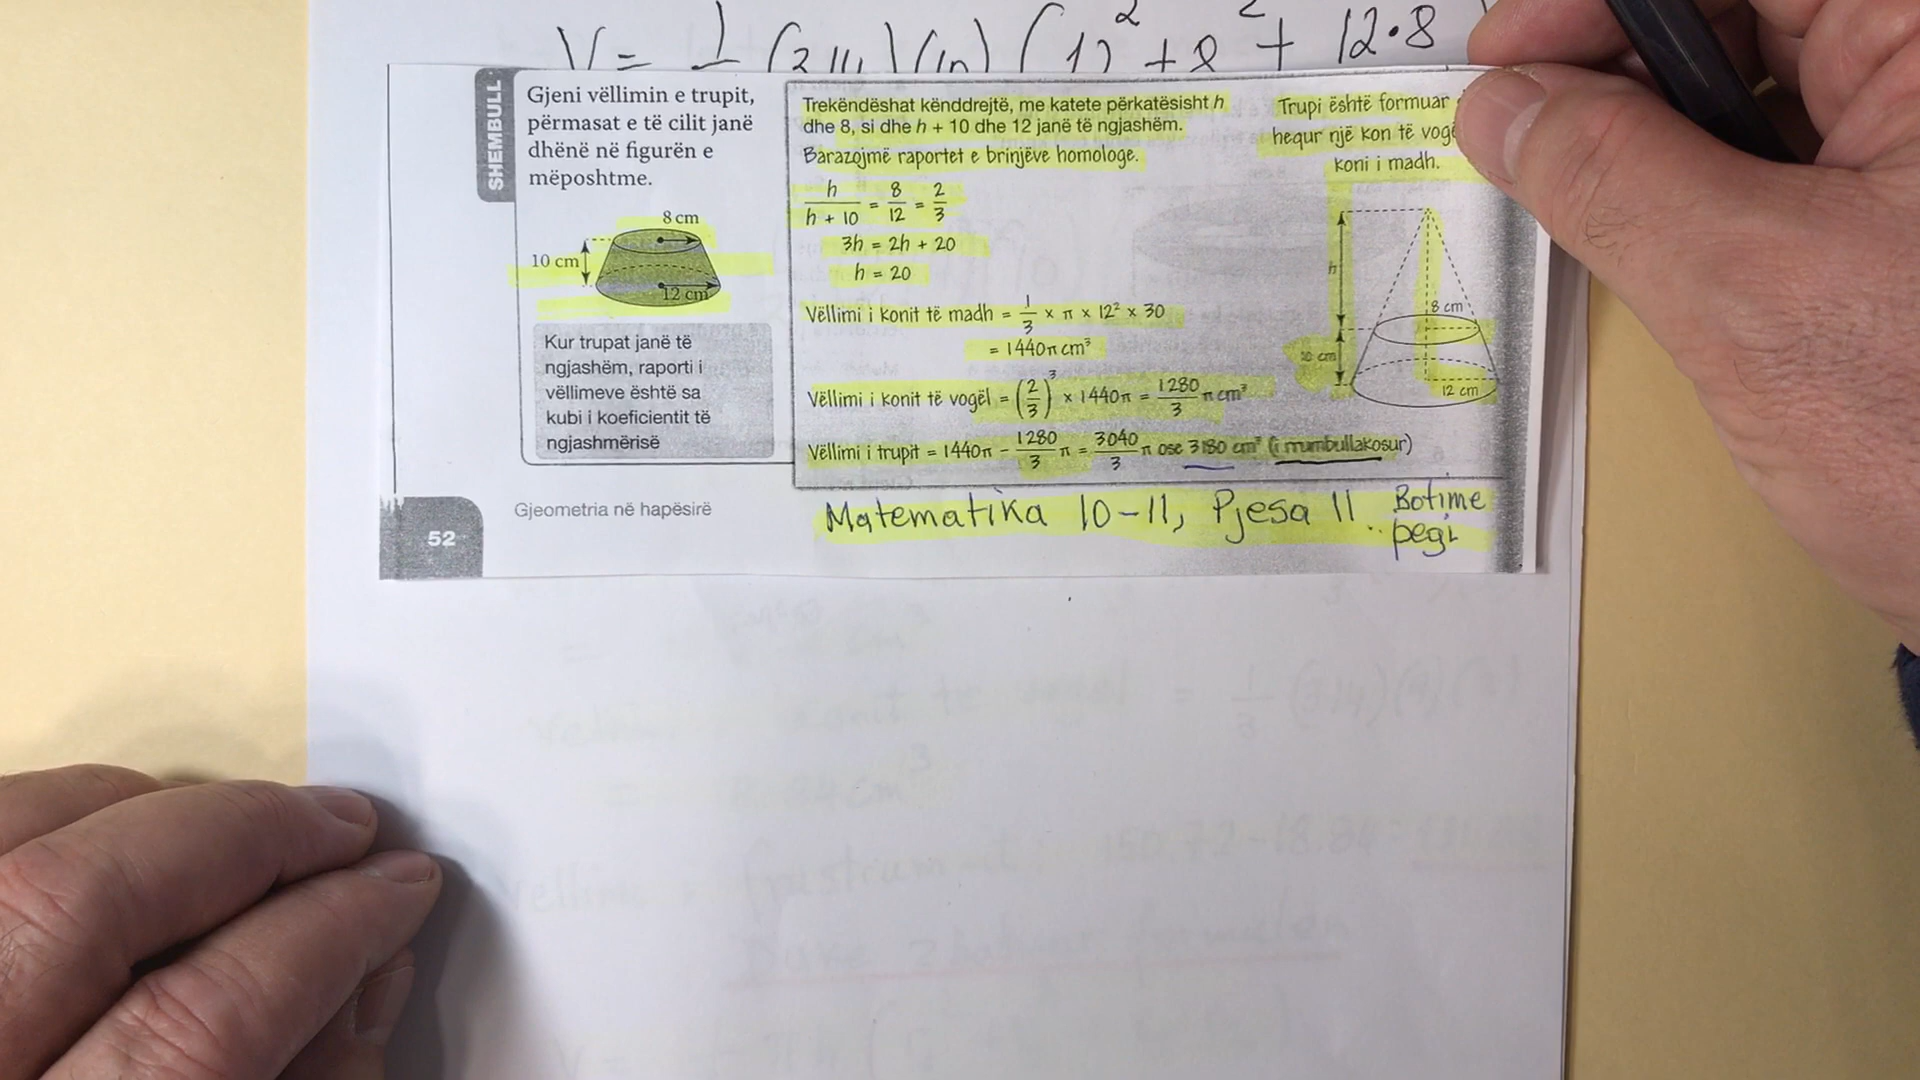 V = 1 (3.14) (10) ( 12² + 8² + 12·8
SHEMBULL
Gjeni vëllimin e trupit,
përmasat e të cilit janë
dhënë në figurën e
mëposhtme.
8 cm
10 cm
12 cm
Kur trupat janë të
ngjashëm, raporti i
vëllimeve është sa
kubi i koeficientit të
ngjashmërisë
Trekëndëshat kënddrejtë, me katete përkatësisht h
dhe 8, si dhe h + 10 dhe 12 janë të ngjashëm.
Barazojmë raportet e brinjëve homologe.
h/(h + 10) = 8/12 = 2/3
3h = 2h + 20
h = 20
Vëllimi i konit të madh = 1/3 × π × 12² × 30
= 1440π cm³
Vëllimi i konit të vogël = (2/3)³ × 1440π = 1280/3 π cm³
Vëllimi i trupit = 1440π − 1280/3 π = 3040/3 π ose 3180 cm³ (i rrumbullakosur)
Trupi është formuar
hequr një kon të vogë
koni i madh.
h
8 cm
10 cm
12 cm
52
Gjeometria në hapësirë
Matematika 10-11, Pjesa II Botime
pegi